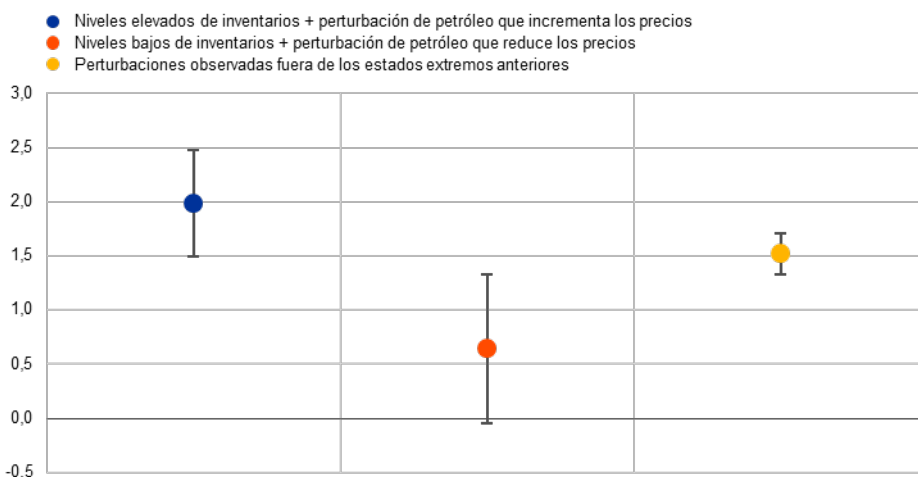 Niveles elevados de inventarios + perturbación de petróleo que incrementa los precios
Niveles bajos de inventarios + perturbación de petróleo que reduce los precios
Perturbaciones observadas fuera de los estados extremos anteriores
3,0
2,5
2,0
1,5
1,0
0,5
0,0
-0,5